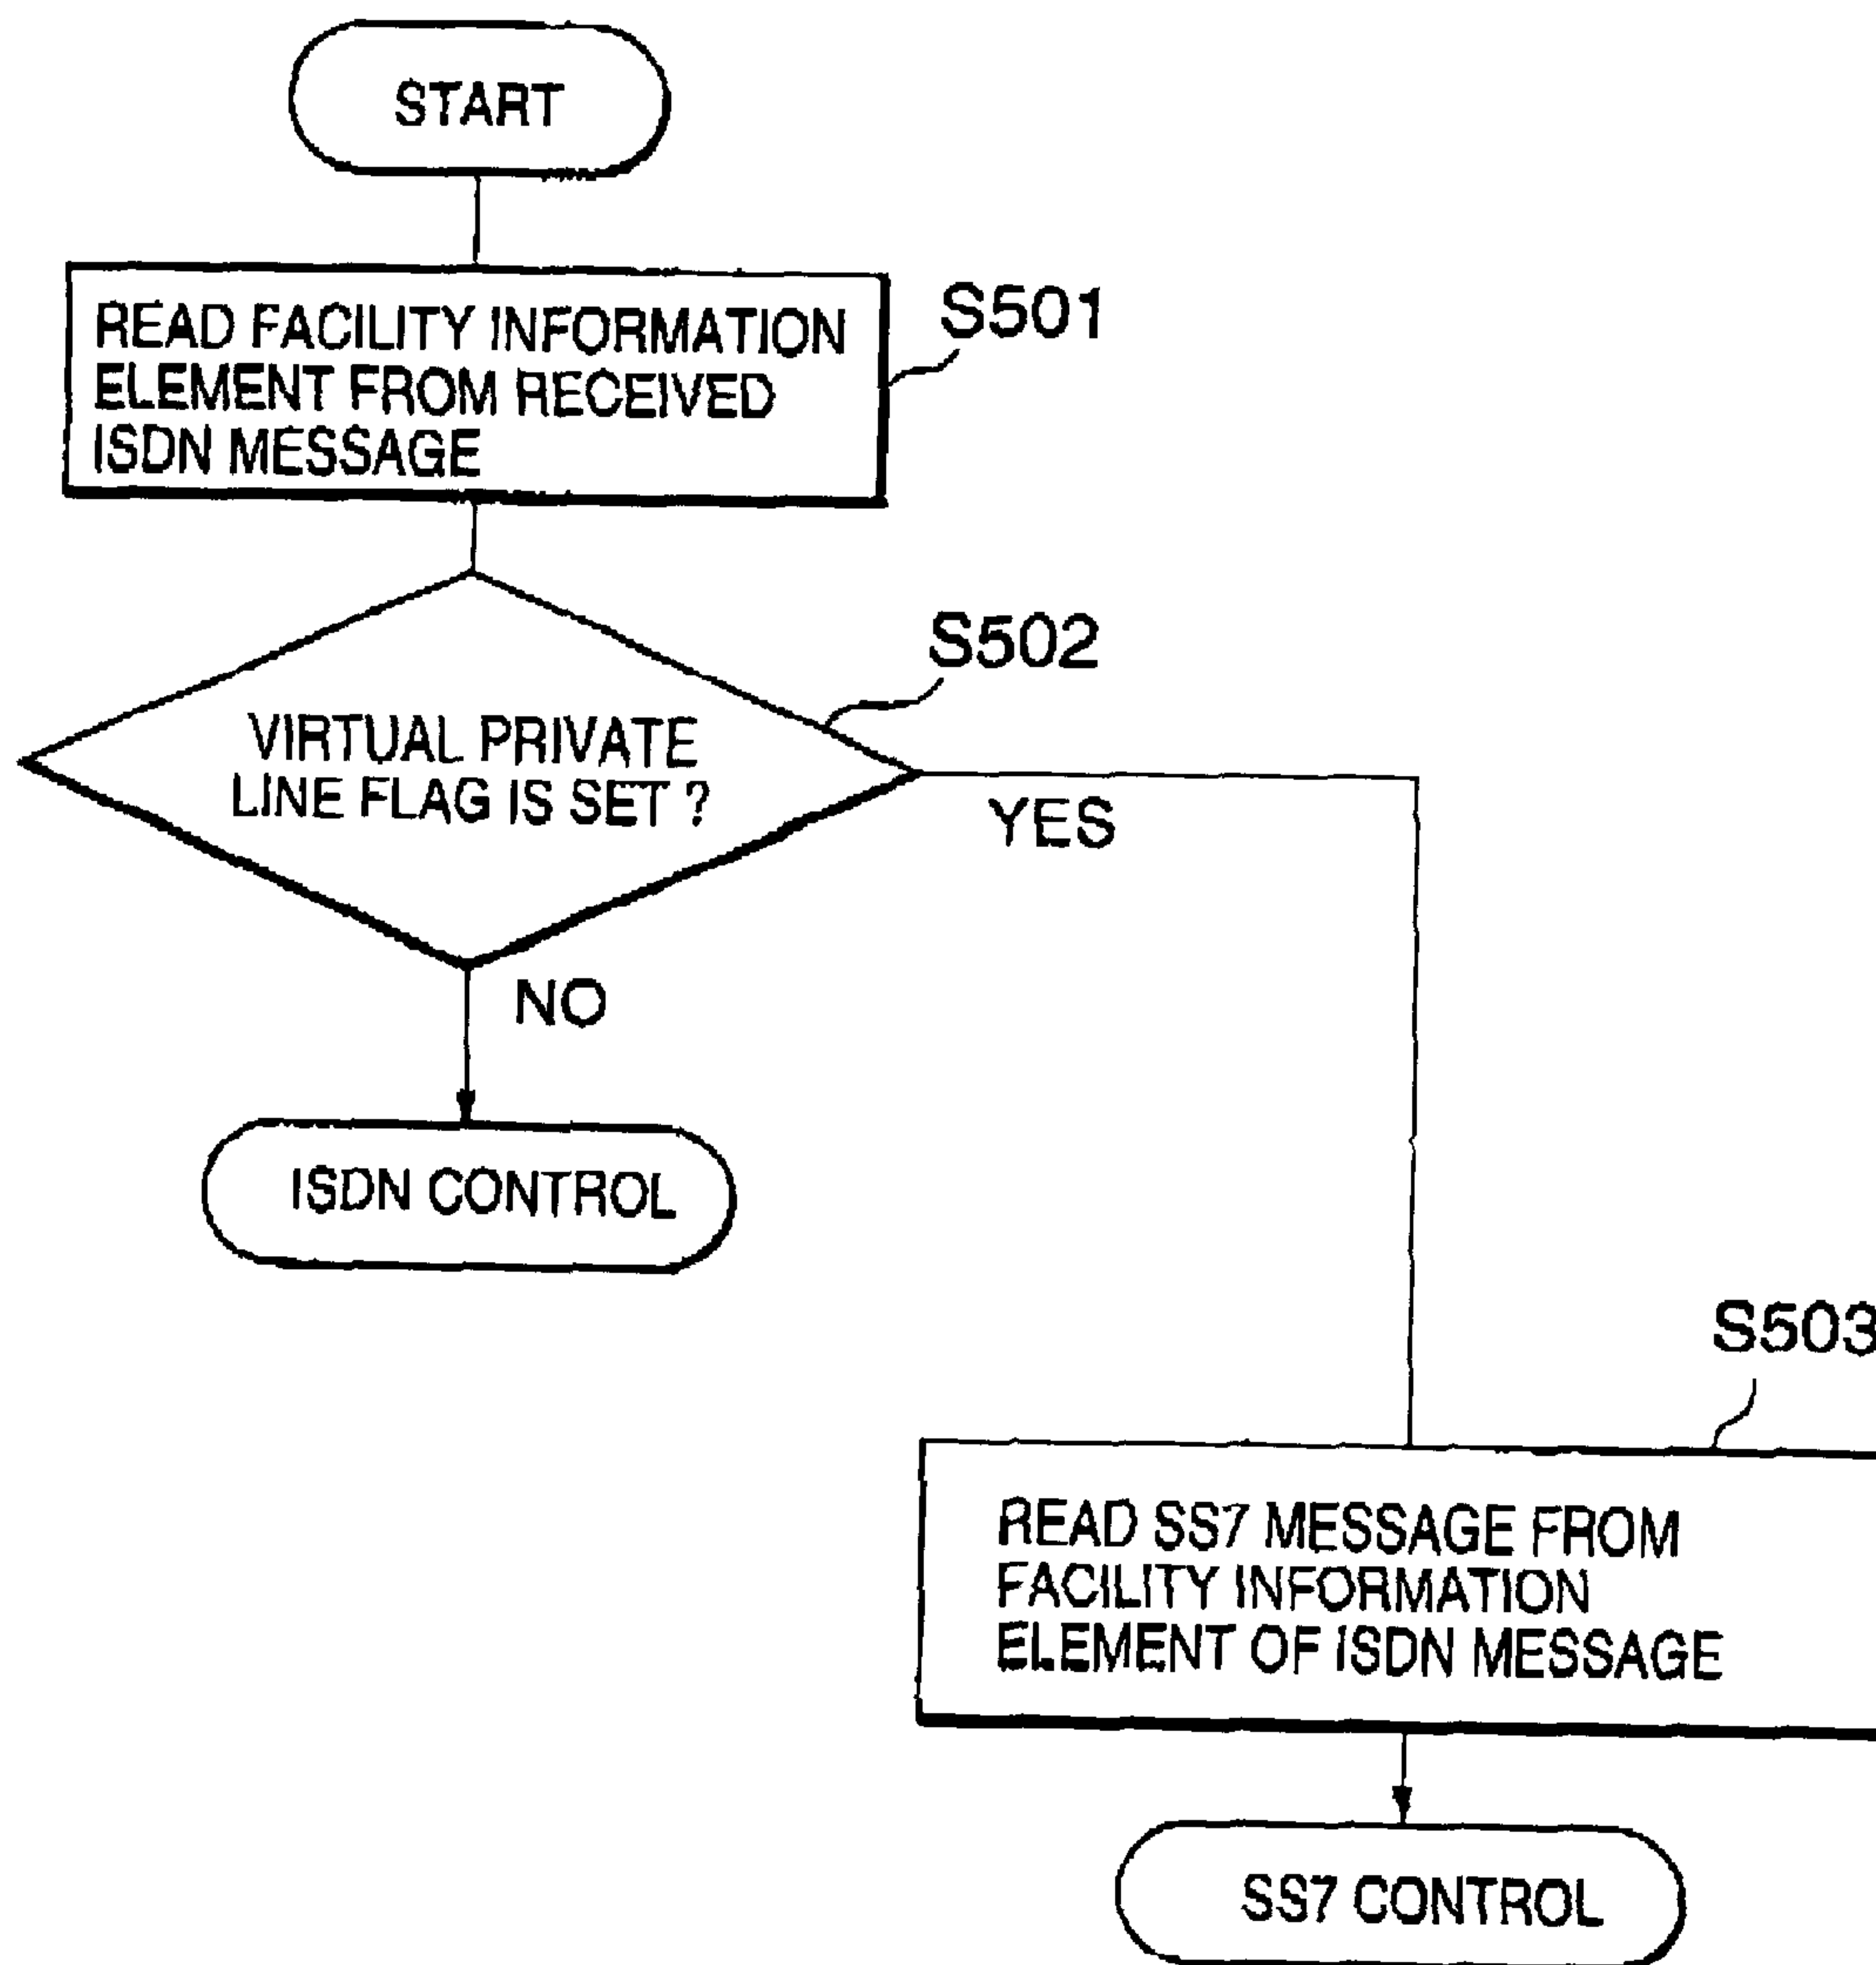 START
READ FACILITY INFORMATION
ELEMENT FROM RECEIVED
ISDN MESSAGE
S501
VIRTUAL PRIVATE
LINE FLAG IS SET ?
S502
YES
NO
ISDN CONTROL
S503
READ SS7 MESSAGE FROM
FACILITY INFORMATION
ELEMENT OF ISDN MESSAGE
SS7 CONTROL